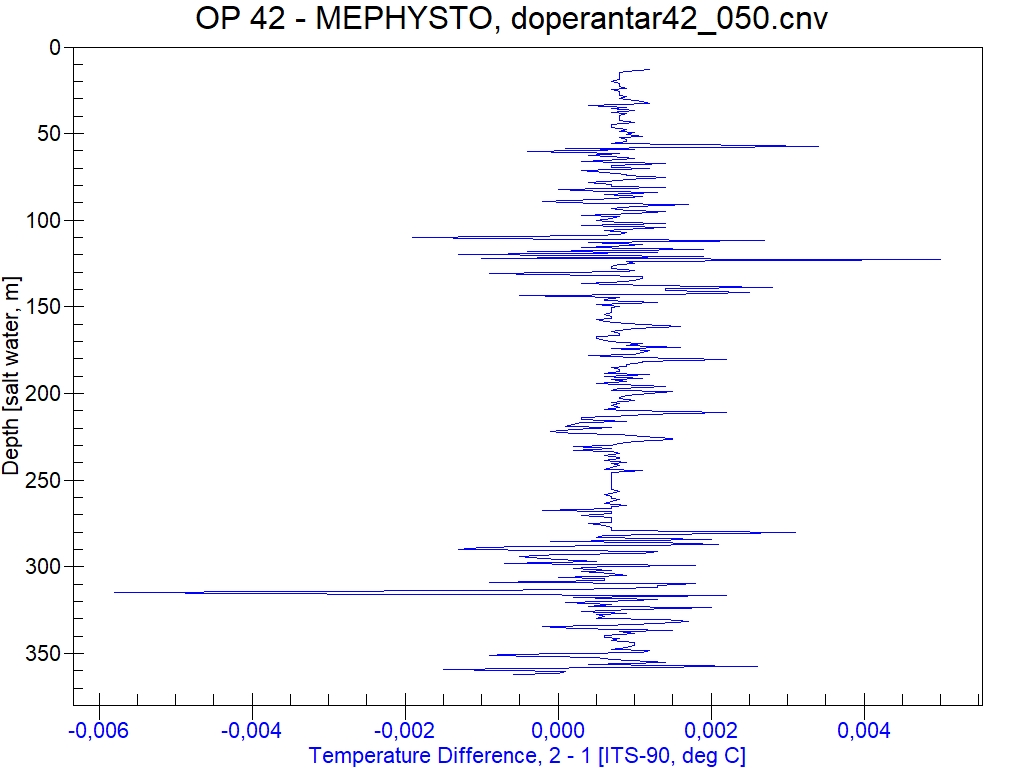 OP 42 - MEPHYSTO, doperantar42_050.cnv
0
50
100
150
200
250
300
350
Depth [salt water, m]
-0,006 -0,004 -0,002 0,000 0,002 0,004
Temperature Difference, 2 - 1 [ITS-90, deg C]